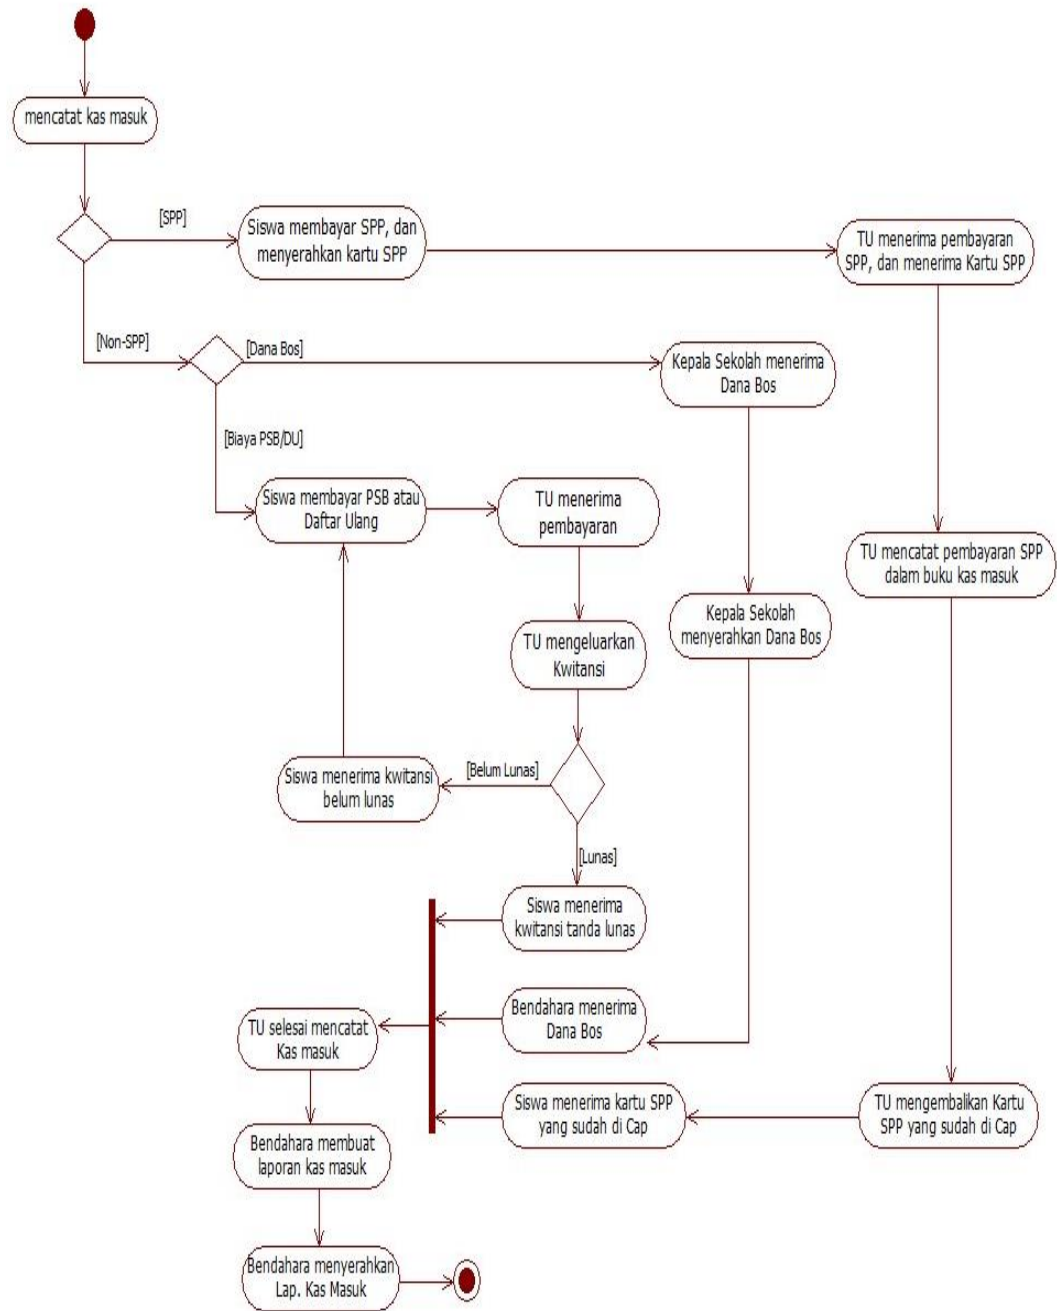 mencatat kas masuk
[SPP]
Siswa membayar SPP, dan
menyerahkan kartu SPP
TU menerima pembayaran
SPP, dan menerima Kartu SPP
[Non-SPP]
[Dana Bos]
Kepala Sekolah menerima
Dana Bos
[Biaya PSB/DU]
Siswa membayar PSB atau
Daftar Ulang
TU menerima
pembayaran
TU mencatat pembayaran SPP
dalam buku kas masuk
Kepala Sekolah
menyerahkan Dana Bos
TU mengeluarkan
Kwitansi
[Belum Lunas]
Siswa menerima kwitansi
belum lunas
[Lunas]
Siswa menerima
kwitansi tanda lunas
Bendahara menerima
Dana Bos
TU selesai mencatat
Kas masuk
Siswa menerima kartu SPP
yang sudah di Cap
TU mengembalikan Kartu
SPP yang sudah di Cap
Bendahara membuat
laporan kas masuk
Bendahara menyerahkan
Lap. Kas Masuk